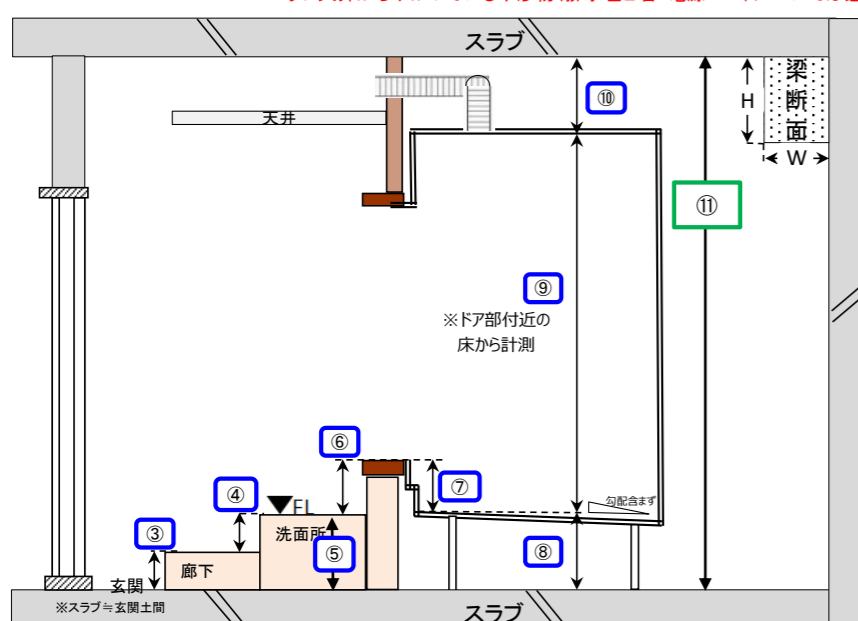 スラブ
⑩
梁断面
H
W
天井
⑪
⑨
※ドア部付近の
床から計測
⑥
⑦
勾配含まず
④
FL
③
洗面所
⑤
⑧
廊下
玄関
※スラブ≒玄関土間
スラブ